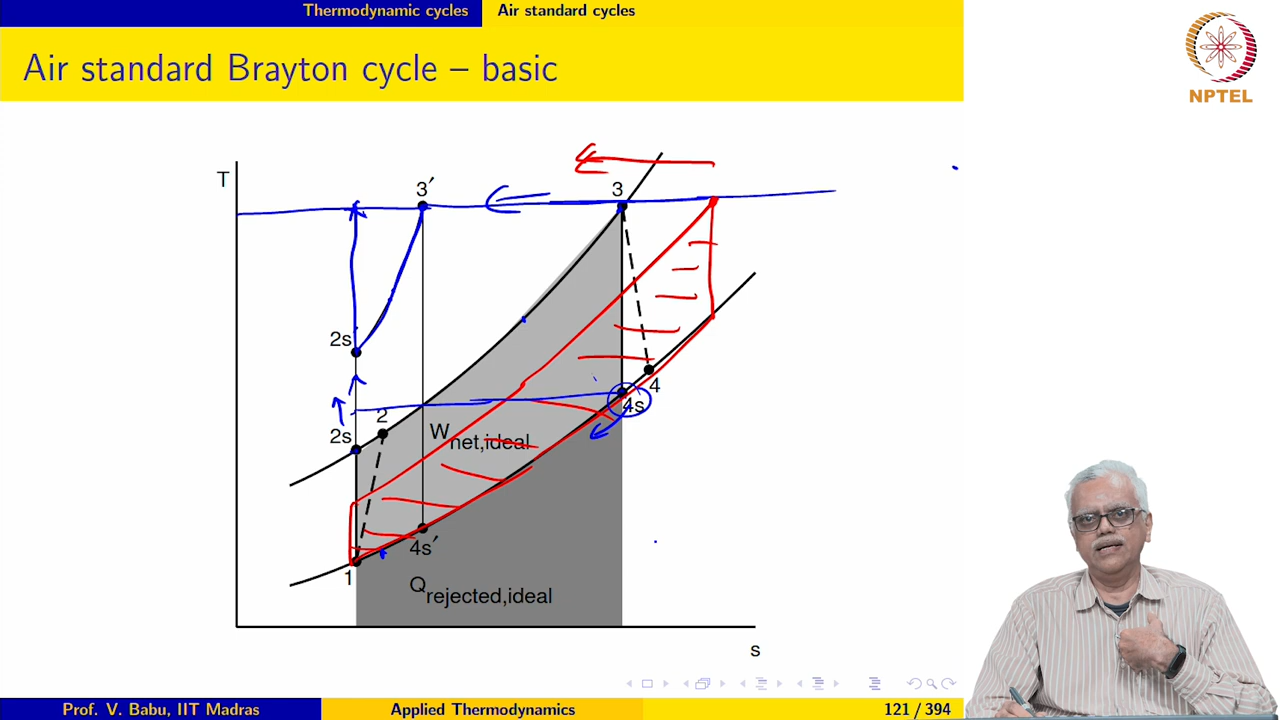 Thermodynamic cycles Air standard cycles
Air standard Brayton cycle – basic
NPTEL
T
3′
3
2s′
2
2s
4
4s
W net,ideal
4s′
1
Q rejected,ideal
s
Prof. V. Babu, IIT Madras Applied Thermodynamics 121 / 394